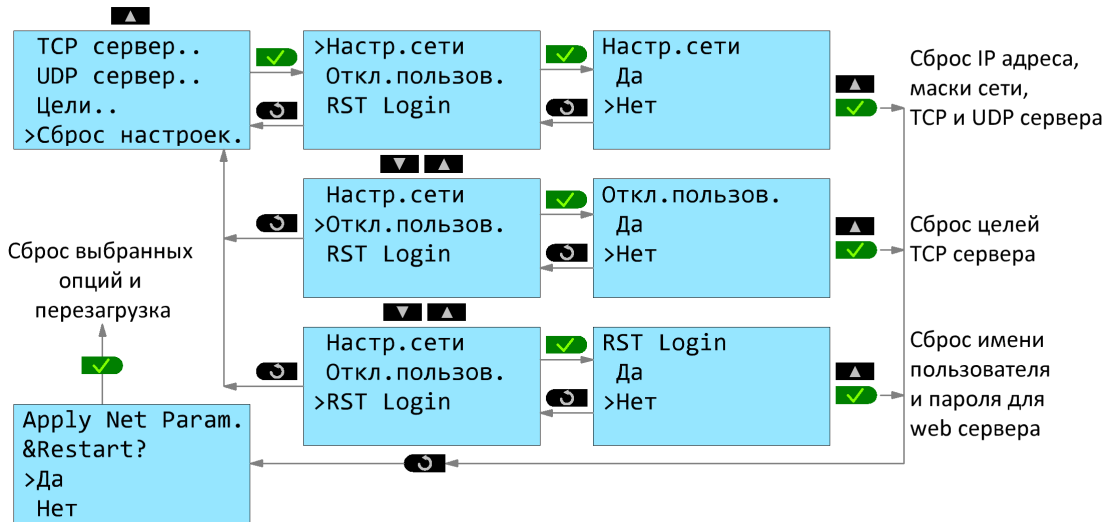 TCP сервер..
UDP сервер..
Цели..
>Сброс настроек.
>Настр.сети
Откл.пользов.
RST Login
Настр.сети
Да
>Нет
Сброс IP адреса,
маски сети,
TCP и UDP сервера
Настр.сети
>Откл.пользов.
RST Login
Откл.пользов.
Да
>Нет
Сброс целей
TCP сервера
Сброс выбранных
опций и
перезагрузка
Настр.сети
Откл.пользов.
>RST Login
RST Login
Да
>Нет
Сброс имени
пользователя
и пароля для
web сервера
Apply Net Param.
&Restart?
>Да
Нет